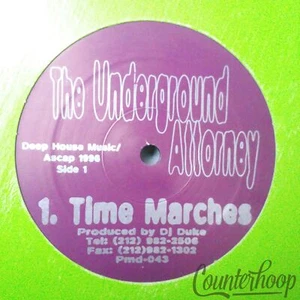 The Underground
Attorney
Deep House Music/
Ascap 1996
Side 1
1. Time Marches
Produced by Dj Duke
Tel: (212) 982-2506
Fax: (212)982-1302
Pmd-043
Counterhoop